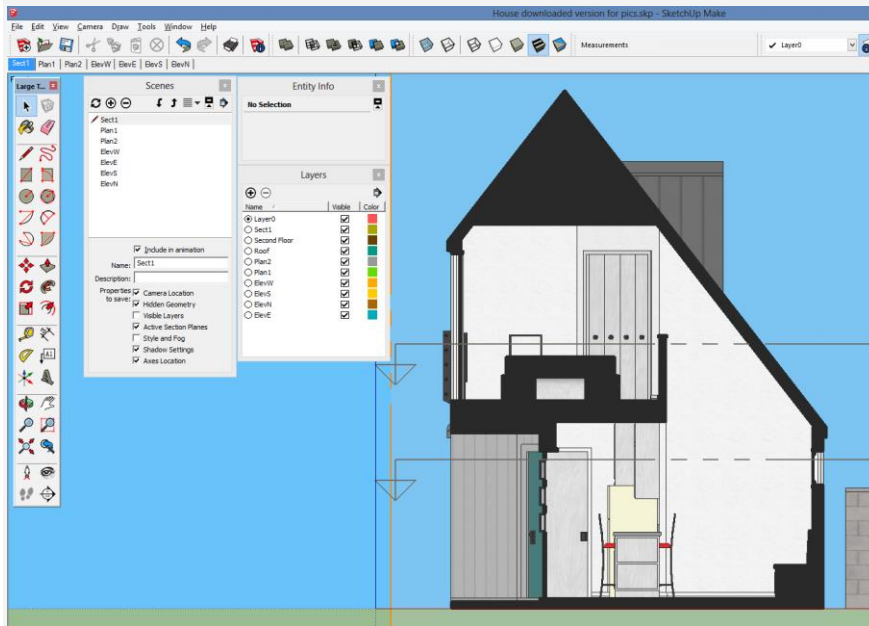 House downloaded version for pics.skp - SketchUp Make
File Edit View Camera Draw Tools Window Help
Measurements
Layer0
Sect1 Plan1 Plan2 ElevW ElevE ElevS ElevN
Large T...
Scenes
Sect1
Plan1
Plan2
ElevW
ElevE
ElevS
ElevN
Include in animation
Name: Sect1
Description:
Properties to save:
Camera Location
Hidden Geometry
Visible Layers
Active Section Planes
Style and Fog
Shadow Settings
Axes Location
Entity Info
No Selection
Layers
Name Visible Color
Layer0
Sect1
Second Floor
Roof
Plan2
Plan1
ElevW
ElevS
ElevN
ElevE
A1